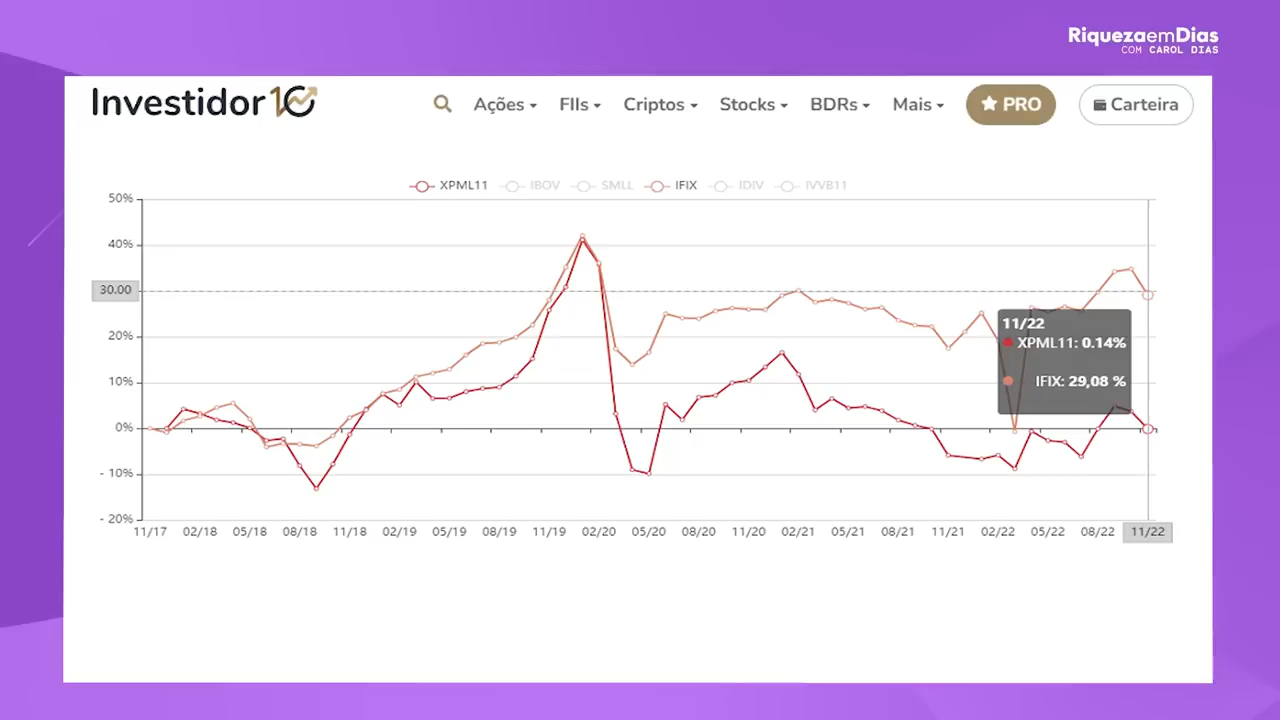 RiquezaemDias
COM CAROL DIAS
Investidor 10
Ações
FIIs
Criptos
Stocks
BDRs
Mais
PRO
Carteira
XPML11
IBOV
SMLL
IFIX
IDIV
IVVB11
50%
40%
30.00
20%
10%
0%
- 10%
- 20%
11/22
XPML11: 0.14%
IFIX: 29,08 %
11/17 02/18 05/18 08/18 11/18 02/19 05/19 08/19 11/19 02/20 05/20 08/20 11/20 02/21 05/21 08/21 11/21 02/22 05/22 08/22 11/22